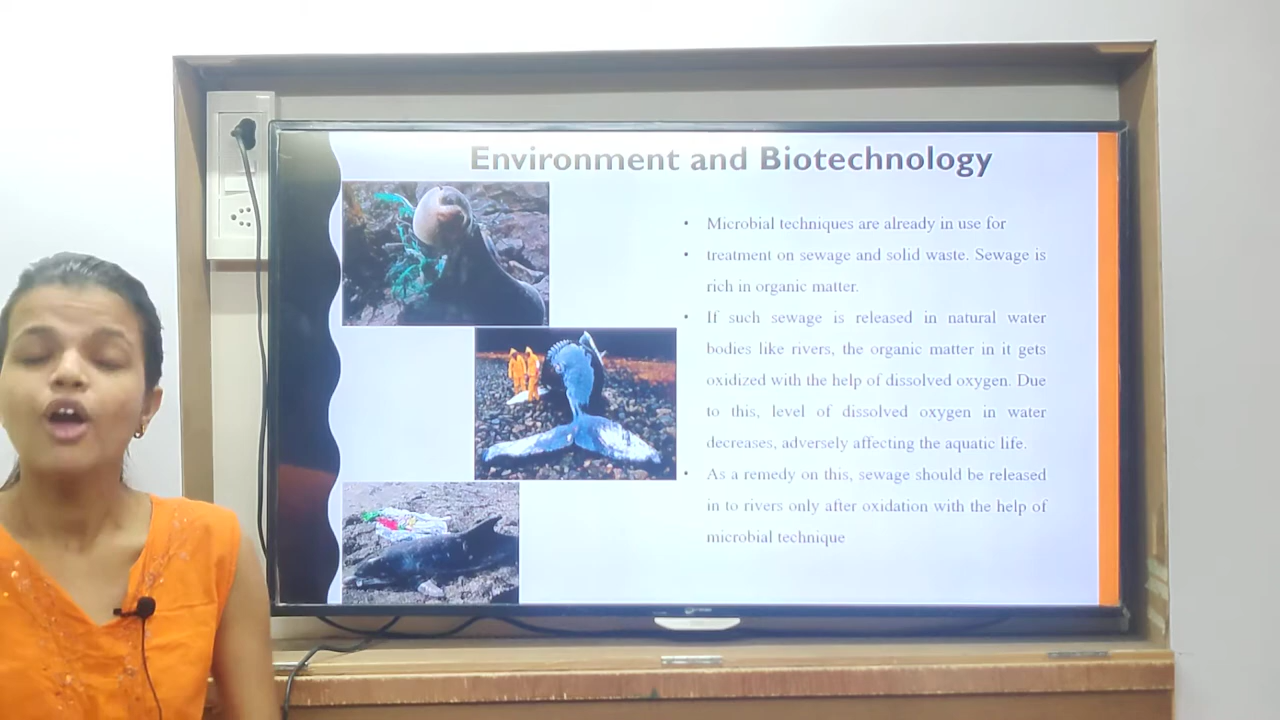 Environment and Biotechnology
• Microbial techniques are already in use for
• treatment on sewage and solid waste. Sewage is
rich in organic matter.
• If such sewage is released in natural water
bodies like rivers, the organic matter in it gets
oxidized with the help of dissolved oxygen. Due
to this, level of dissolved oxygen in water
decreases, adversely affecting the aquatic life.
• As a remedy on this, sewage should be released
in to rivers only after oxidation with the help of
microbial technique